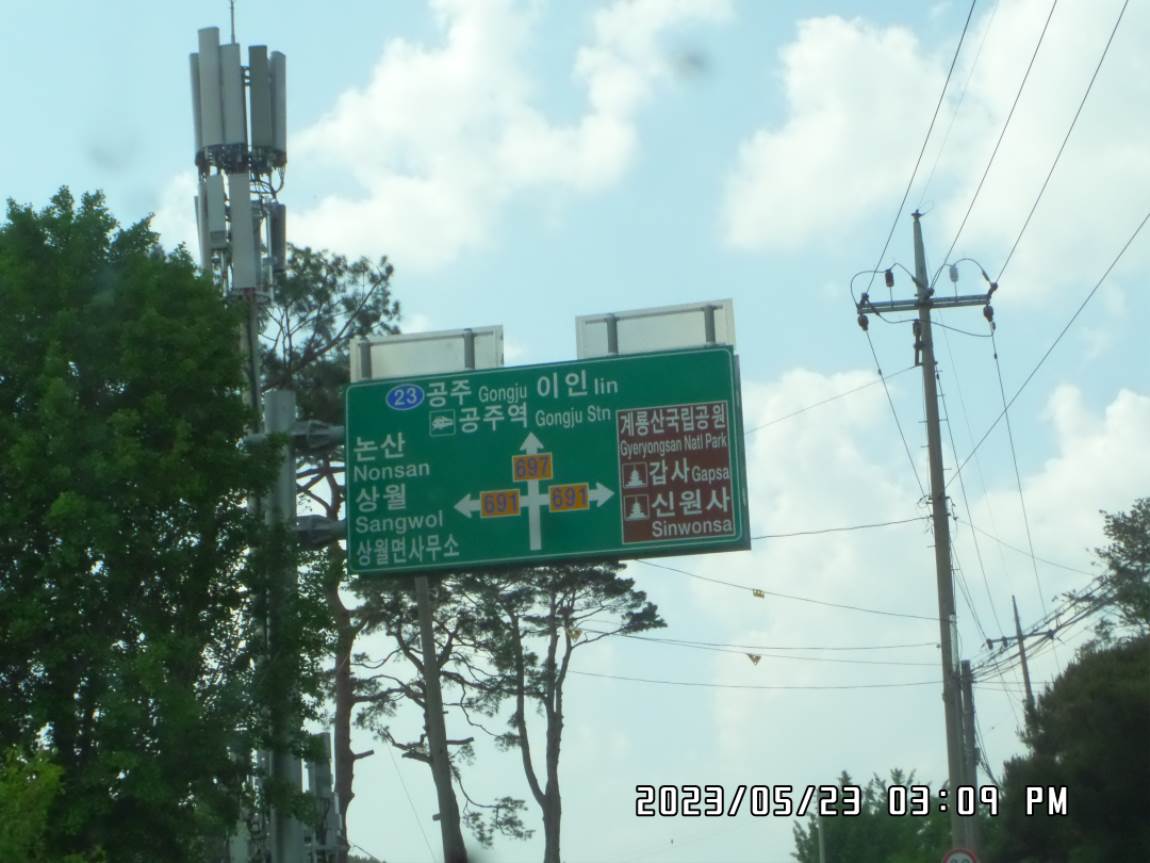 23 공주 Gongju 이인 Iin
공주역 Gongju Stn
논산
Nonsan
상월
Sangwol
상월면사무소
697
691
691
계룡산국립공원
Gyeryongsan Natl Park
갑사 Gapsa
신원사
Sinwonsa
2023/05/23 03:09 PM